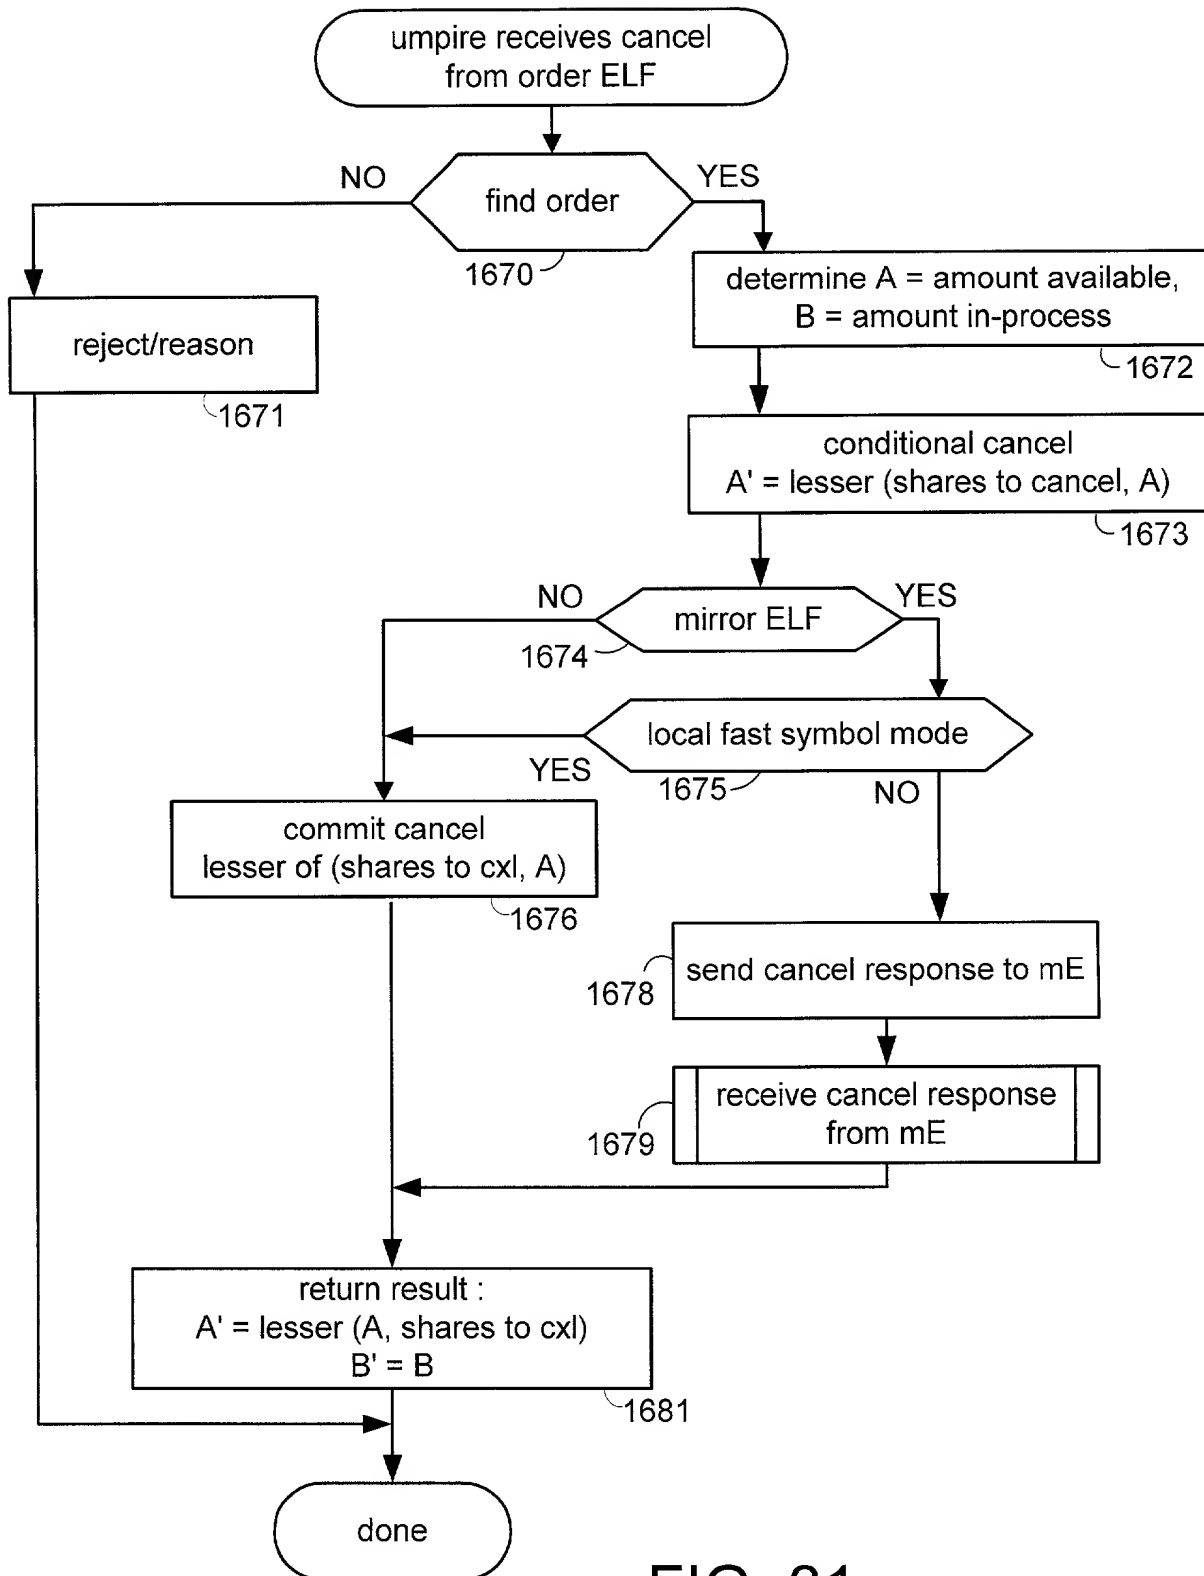 umpire receives cancel
from order ELF
NO
YES
find order
1670
determine A = amount available,
B = amount in-process
1672
reject/reason
1671
conditional cancel
A' = lesser (shares to cancel, A)
1673
NO
YES
mirror ELF
1674
local fast symbol mode
YES
1675
NO
commit cancel
lesser of (shares to cxl, A)
1676
send cancel response to mE
1678
receive cancel response
from mE
1679
return result :
A' = lesser (A, shares to cxl)
B' = B
1681
done